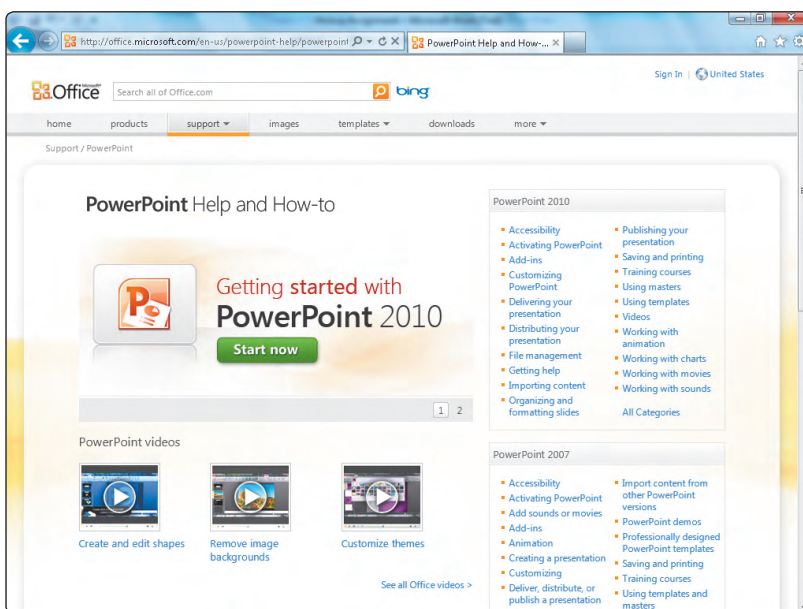 http://office.microsoft.com/en-us/powerpoint-help/powerpoint
PowerPoint Help and How-... ×
Sign In | United States
Office
Search all of Office.com
bing
home products support images templates downloads more
Support / PowerPoint
PowerPoint Help and How-to
Getting started with
PowerPoint 2010
Start now
1 2
PowerPoint videos
Create and edit shapes
Remove image
backgrounds
Customize themes
See all Office videos >
PowerPoint 2010
Accessibility
Activating PowerPoint
Add-ins
Customizing
PowerPoint
Delivering your
presentation
Distributing your
presentation
File management
Getting help
Importing content
Organizing and
formatting slides
Publishing your
presentation
Saving and printing
Training courses
Using masters
Using templates
Videos
Working with
animation
Working with charts
Working with movies
Working with sounds
All Categories
PowerPoint 2007
Accessibility
Activating PowerPoint
Add sounds or movies
Add-ins
Animation
Creating a presentation
Customizing
Deliver, distribute, or
publish a presentation
Import content from
other PowerPoint
versions
PowerPoint demos
Professionally designed
PowerPoint templates
Saving and printing
Training courses
Using templates and
masters